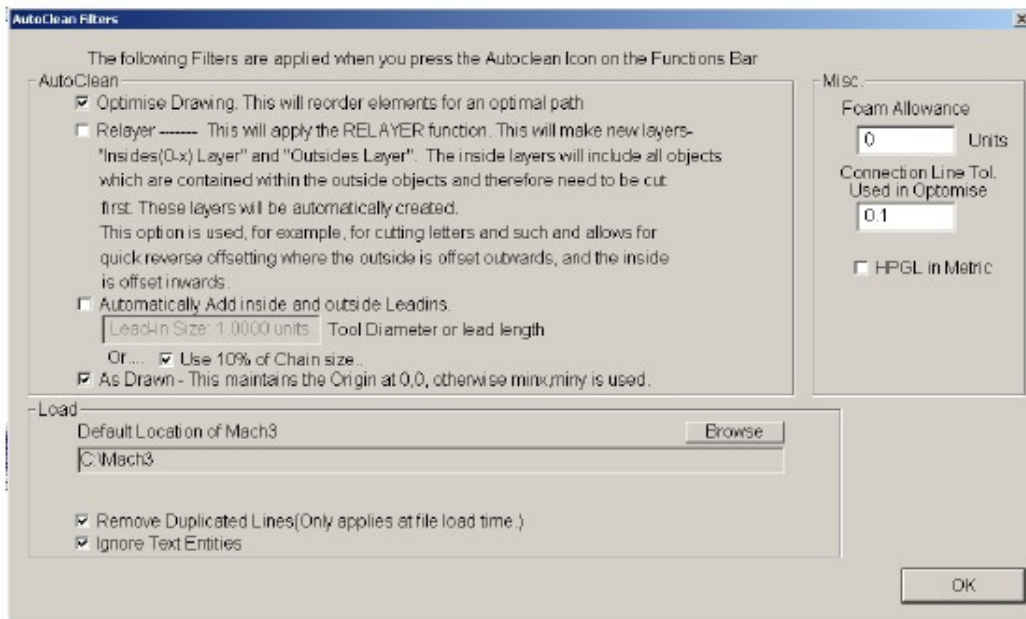 AutoClean Filters
The following Filters are applied when you press the Autoclean Icon on the Functions Bar
AutoClean
Optimise Drawing. This will reorder elements for an optimal path
Relayer ------- This will apply the RELAYER function. This will make new layers-
"Insides(0-x) Layer" and "Outsides Layer". The inside layers will include all objects
which are contained within the outside objects and therefore need to be cut
first. These layers will be automatically created.
This option is used, for example, for cutting letters and such and allows for
quick reverse offsetting where the outside is offset outwards, and the inside
is offset inwards.
Automatically Add inside and outside Leadins.
Lead-in Size: 1.0000 units. Tool Diameter or lead length
Or.... Use 10% of Chain size..
As Drawn - This maintains the Origin at 0,0, otherwise minx,miny is used.
Misc.
Foam Allowance
0 Units
Connection Line Tol.
Used in Optomise
0.1
HPGL in Metric
Load
Default Location of Mach3
Browse
C:\Mach3
Remove Duplicated Lines(Only applies at file load time.)
Ignore Text Entities
OK